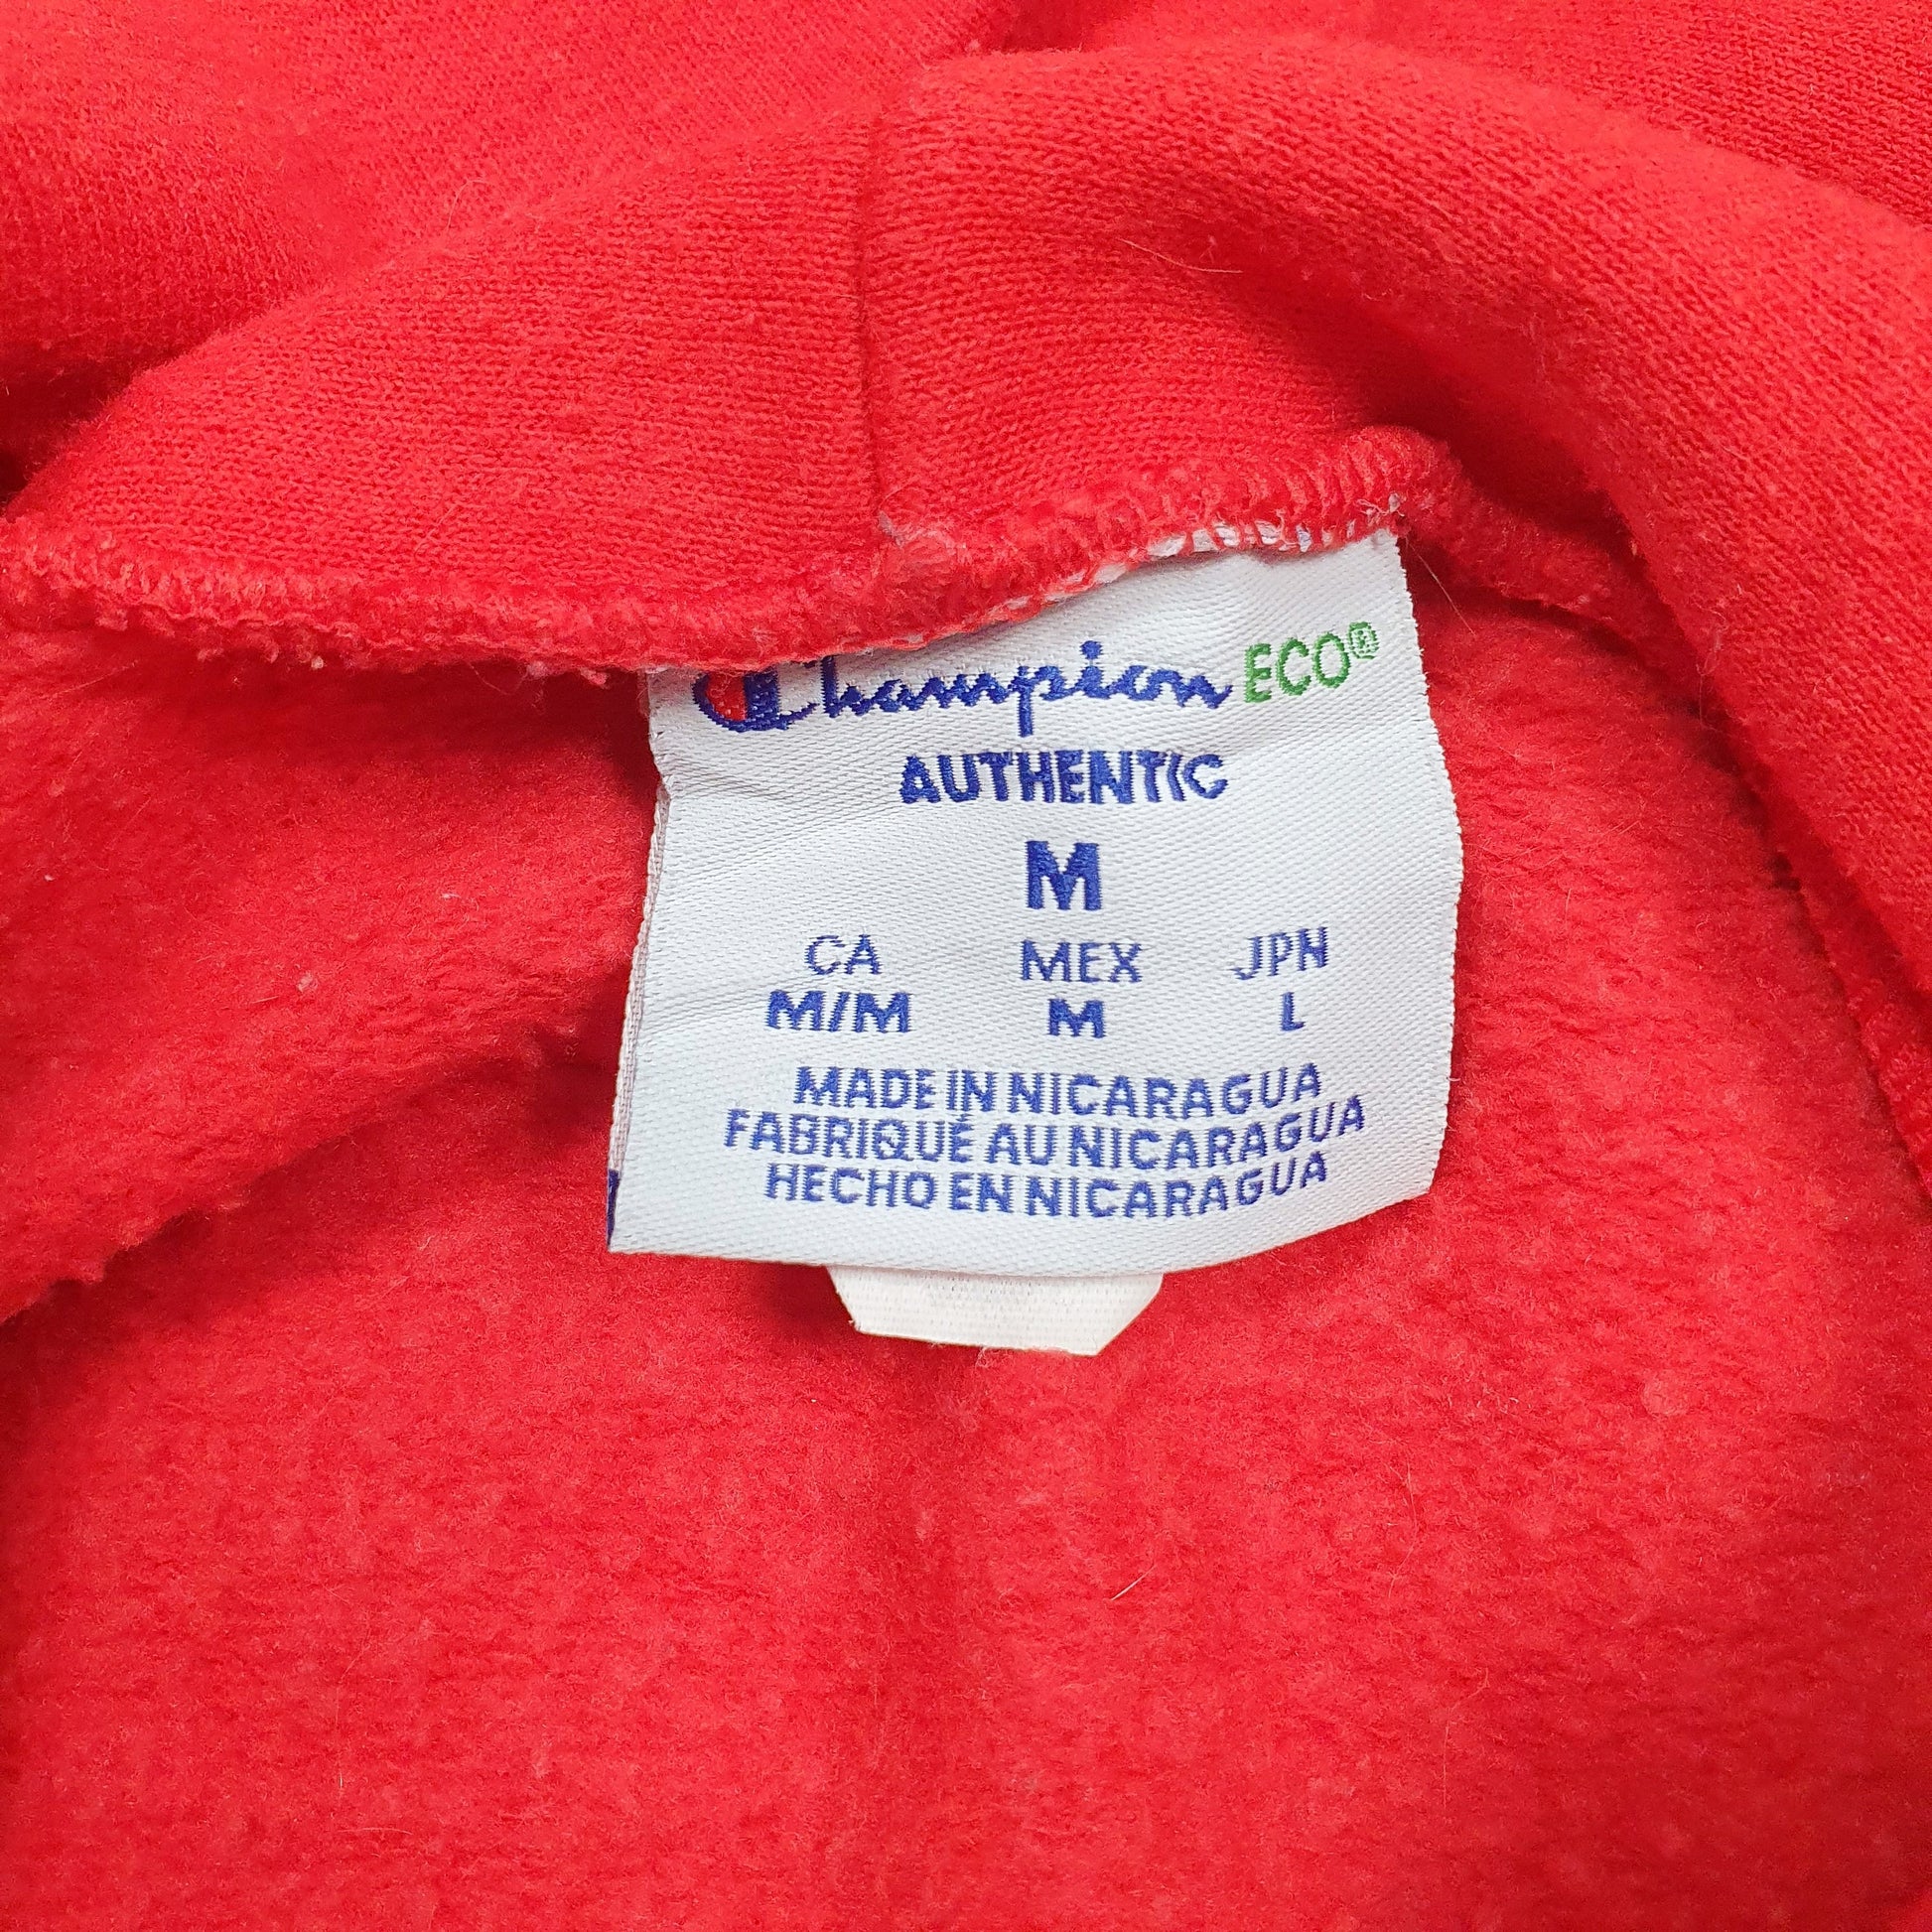 Champion ECO®
AUTHENTIC
M
CA MEX JPN
M/M M L
MADE IN NICARAGUA
FABRIQUÉ AU NICARAGUA
HECHO EN NICARAGUA